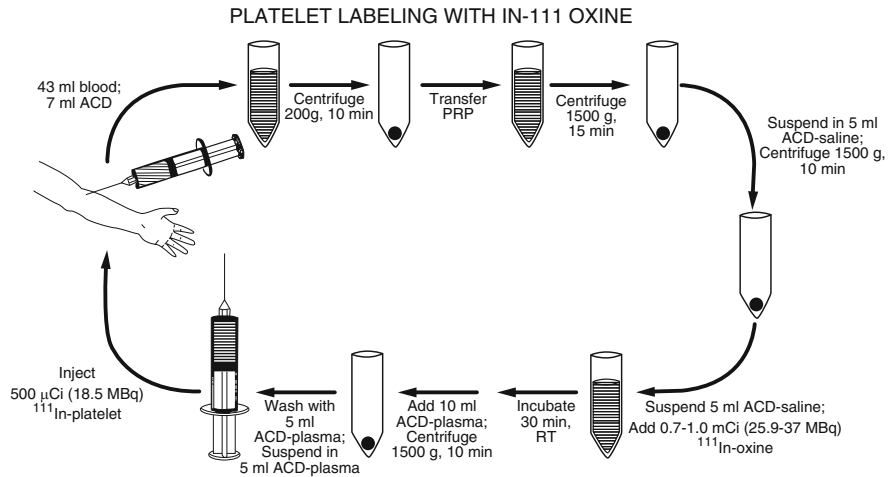 PLATELET LABELING WITH IN-111 OXINE
43 ml blood;
7 ml ACD
Centrifuge
200g, 10 min
Transfer
PRP
Centrifuge
1500 g,
15 min
Suspend in 5 ml
ACD-saline;
Centrifuge 1500 g,
10 min
Suspend 5 ml ACD-saline;
Add 0.7-1.0 mCi (25.9-37 MBq)
¹¹¹In-oxine
Incubate
30 min,
RT
Add 10 ml
ACD-plasma;
Centrifuge
1500 g, 10 min
Wash with
5 ml
ACD-plasma;
Suspend in
5 ml ACD-plasma
Inject
500 μCi (18.5 MBq)
¹¹¹In-platelet